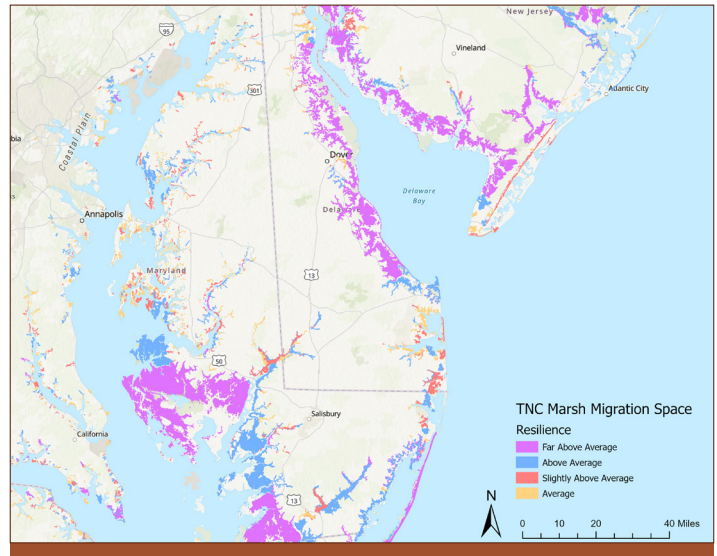 New Jersey
95
Vineland
301
Atlantic City
Coastal Plain
bia
Dover
Delaware
Bay
Annapolis
Delaware
Maryland
13
50
TNC Marsh Migration Space
Resilience
Salisbury
Far Above Average
California
Above Average
Slightly Above Average
N
Average
13
0 10 20 40 Miles